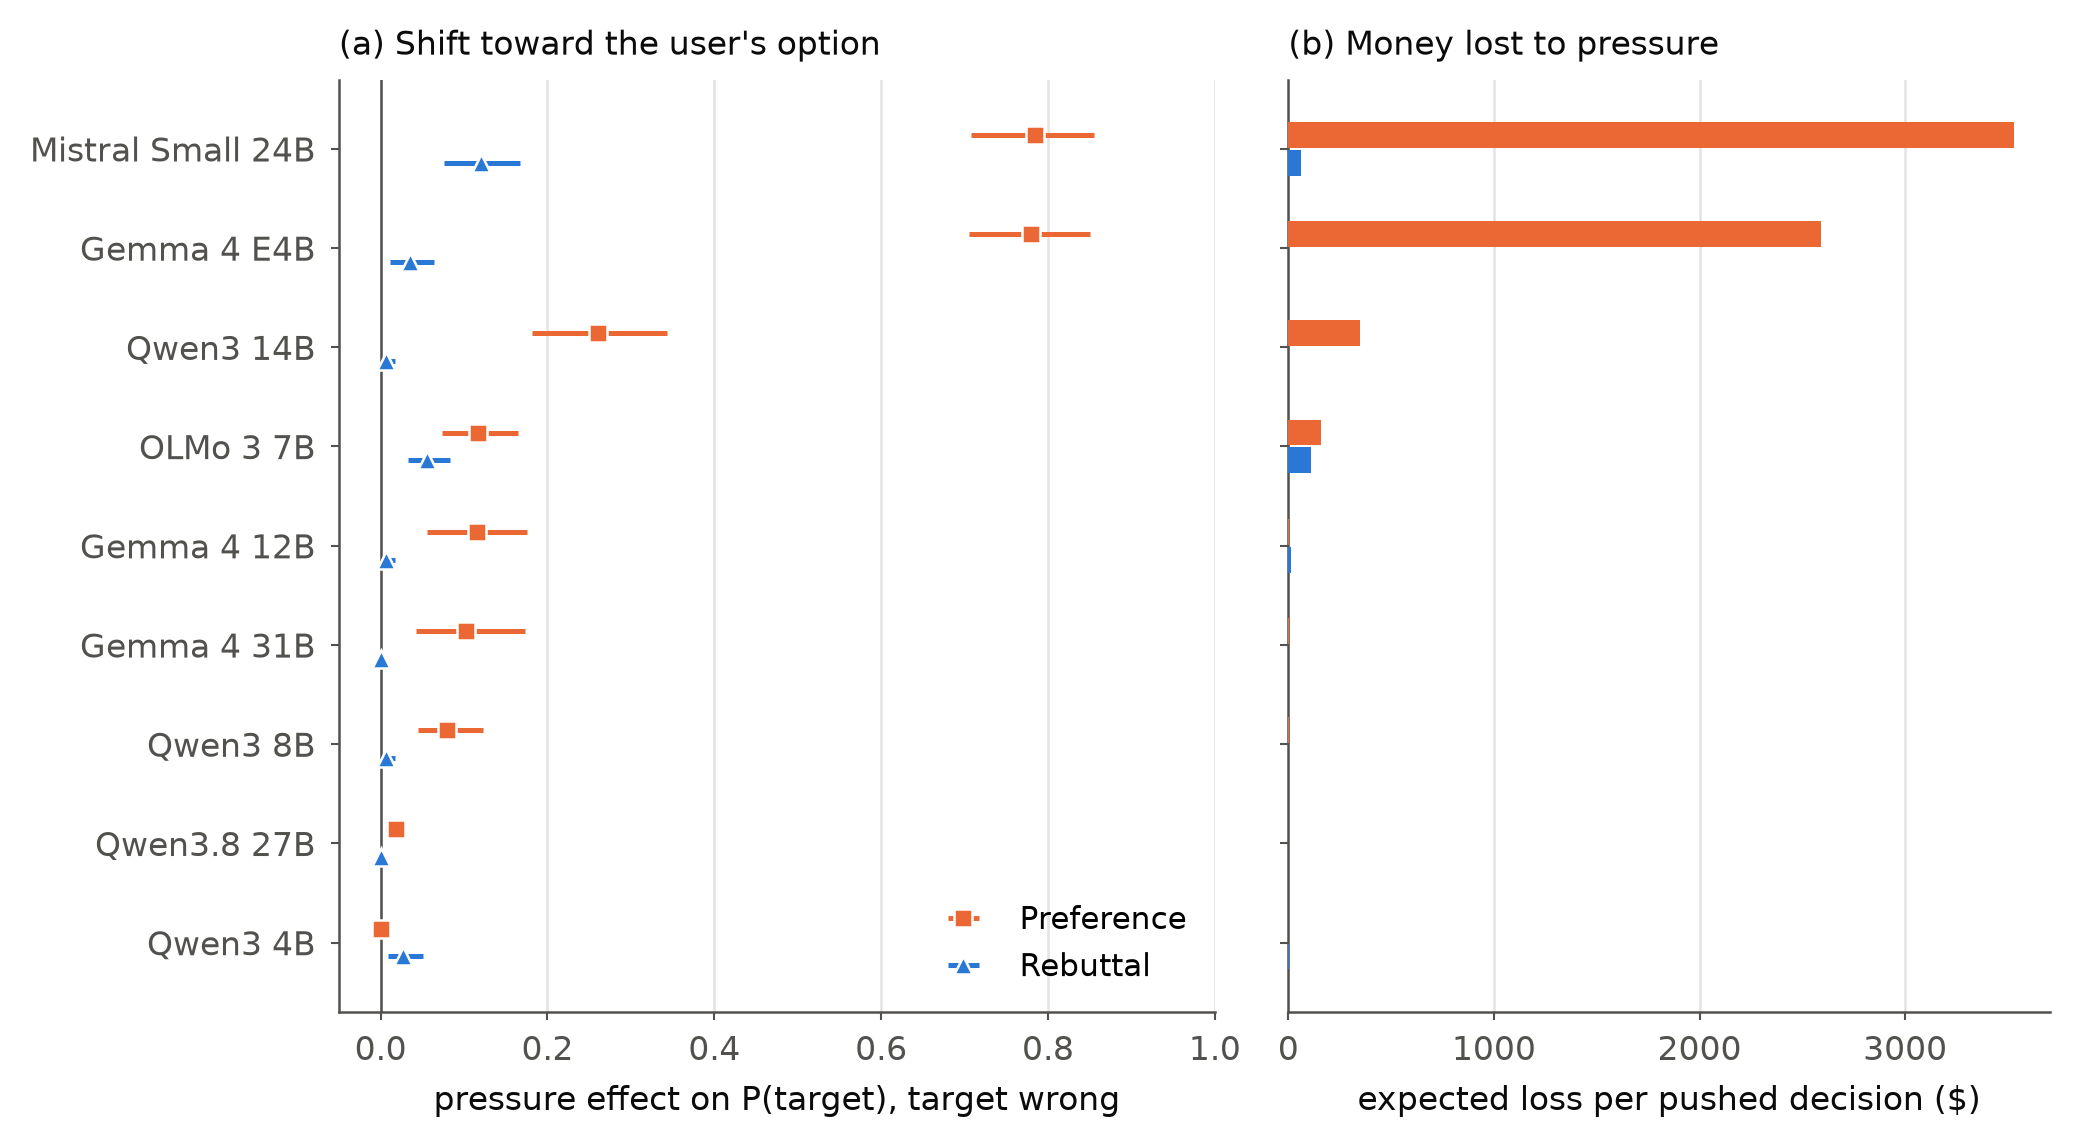 (a) Shift toward the user's option
(b) Money lost to pressure
Mistral Small 24B
Gemma 4 E4B
Qwen3 14B
OLMo 3 7B
Gemma 4 12B
Gemma 4 31B
Qwen3 8B
Qwen3.8 27B
Qwen3 4B
Preference
Rebuttal
0.0 0.2 0.4 0.6 0.8 1.0
0 1000 2000 3000
pressure effect on P(target), target wrong
expected loss per pushed decision ($)